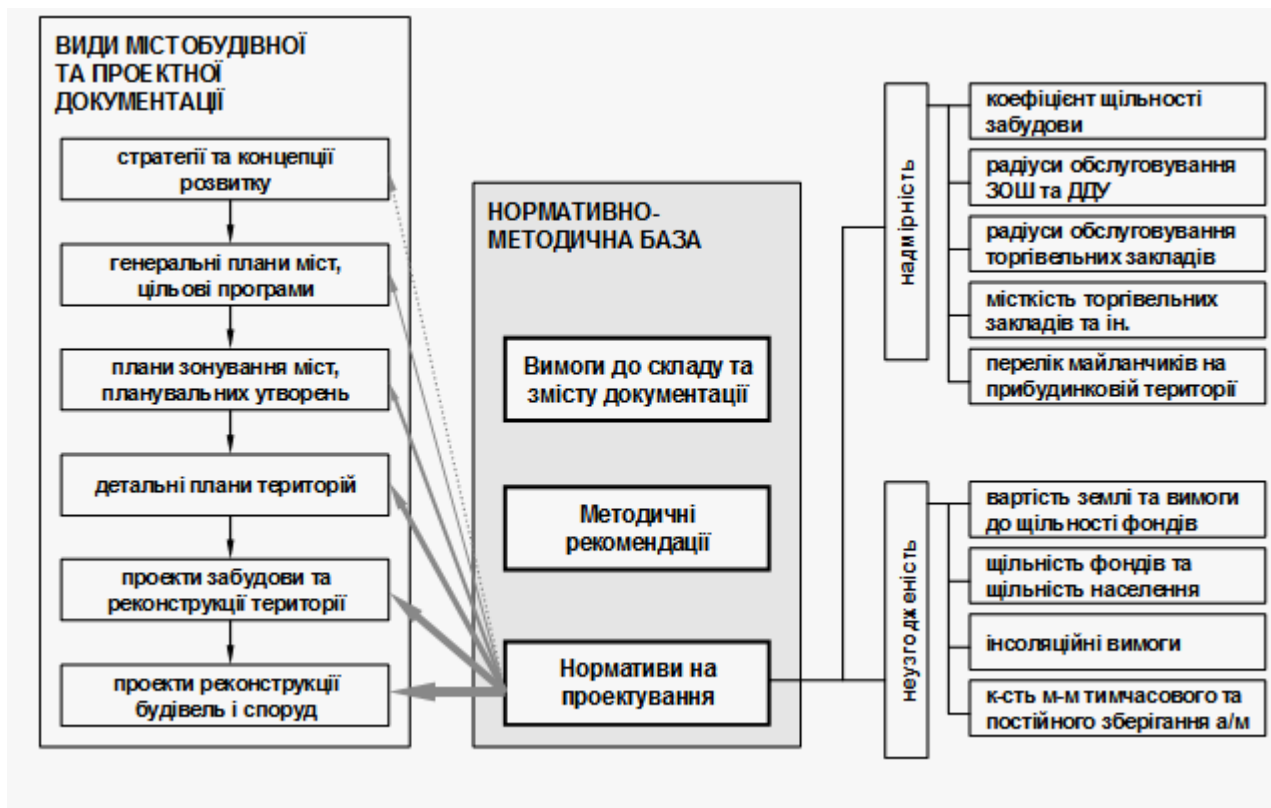 ВИДИ МІСТОБУДІВНОЇ
ТА ПРОЕКТНОЇ
ДОКУМЕНТАЦІЇ
стратегії та концепції
розвитку
генеральні плани міст,
цільові програми
плани зонування міст,
планувальних утворень
детальні плани територій
проекти забудови та
реконструкції території
проекти реконструкції
будівель і споруд
НОРМАТИВНО-
МЕТОДИЧНА БАЗА
Вимоги до складу та
змісту документації
Методичні
рекомендації
Нормативи на
проектування
надмірність
коефіцієнт щільності
забудови
радіуси обслуговування
ЗОШ та ДДУ
радіуси обслуговування
торгівельних закладів
місткість торгівельних
закладів та ін.
перелік майланчиків на
прибудинковій території
неузгодженість
вартість землі та вимоги
до щільності фондів
щільність фондів та
щільність населення
інсоляційні вимоги
к-сть м-м тимчасового та
постійного зберігання а/м